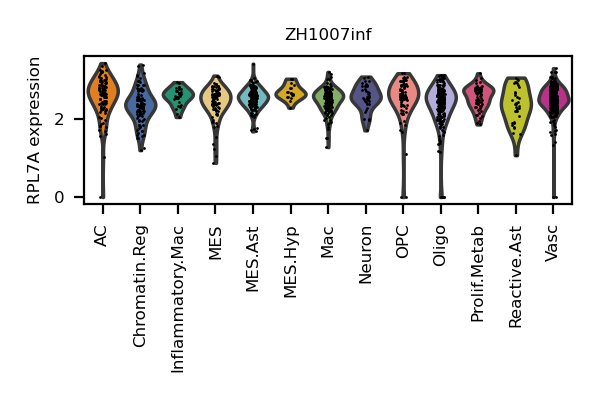 ZH1007inf
RPL7A expression
2
0
AC
Chromatin.Reg
Inflammatory.Mac
MES
MES.Ast
MES.Hyp
Mac
Neuron
OPC
Oligo
Prolif.Metab
Reactive.Ast
Vasc